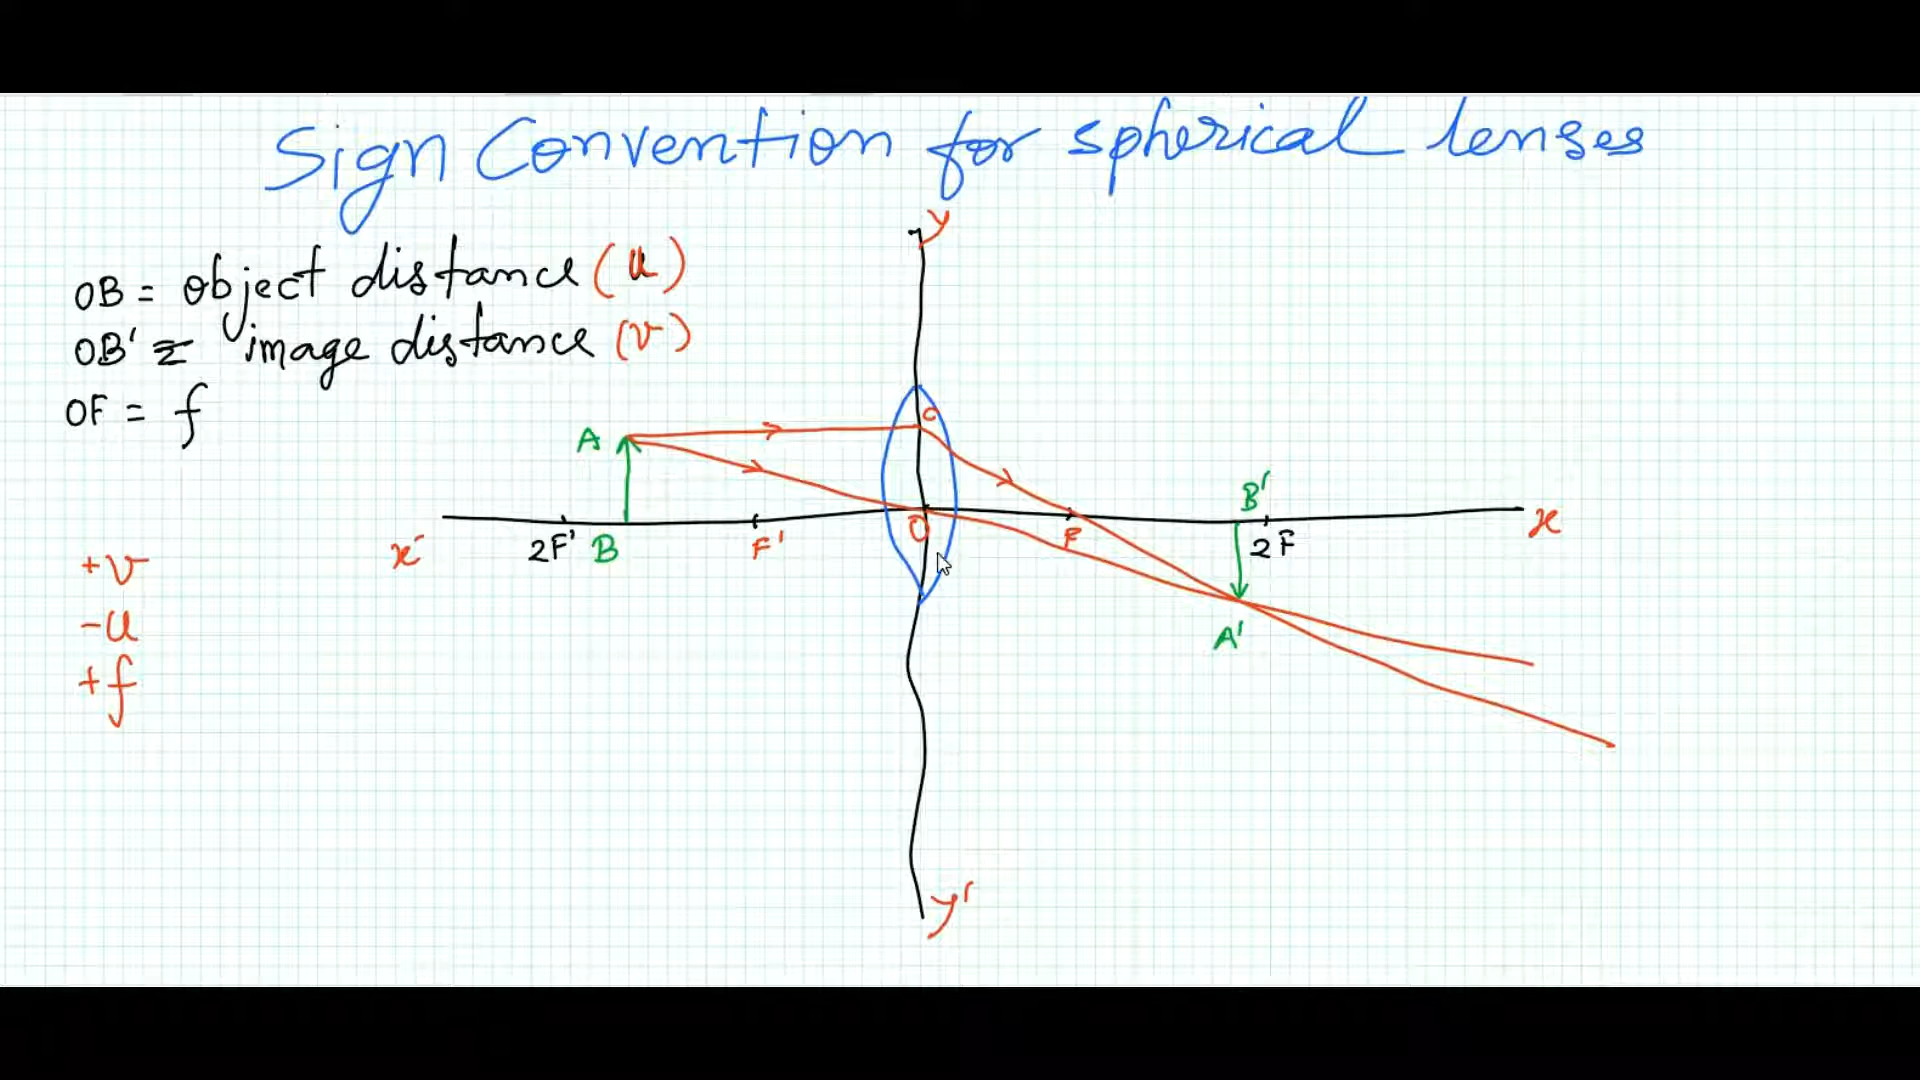 Sign Convention for spherical lenses
y
OB = object distance (u)
OB' = image distance (v)
OF = f
C
A
B'
O
x
x'
2F'
B
F'
F
2F
+v
-u
A'
+f
y'